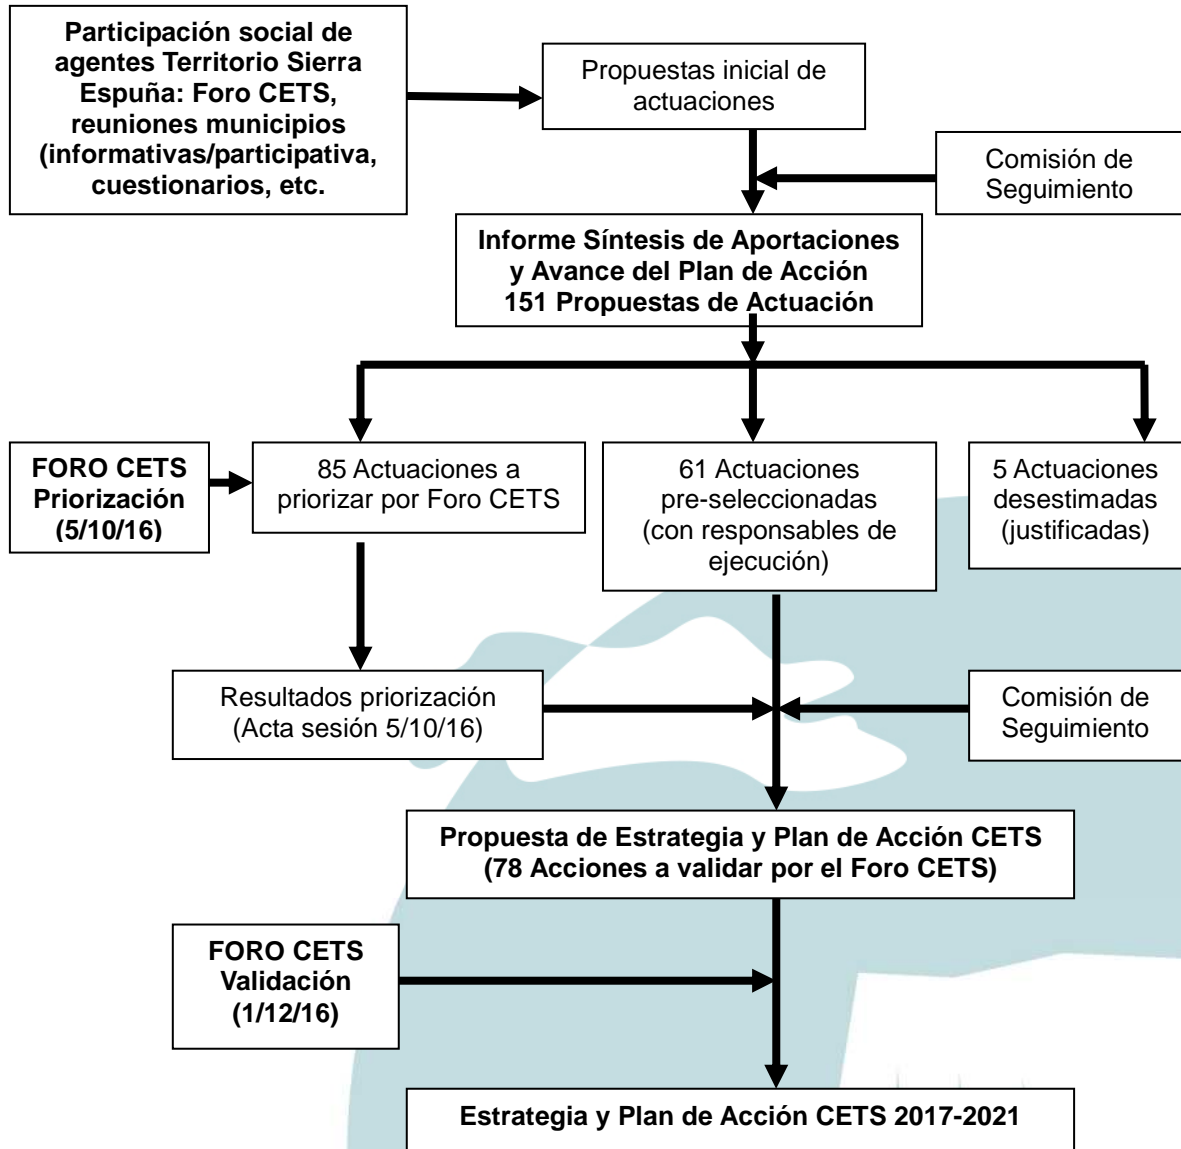 Participación social de
agentes Territorio Sierra
Espuña: Foro CETS,
reuniones municipios
(informativas/participativa,
cuestionarios, etc.
Propuestas inicial de
actuaciones
Comisión de
Seguimiento
Informe Síntesis de Aportaciones
y Avance del Plan de Acción
151 Propuestas de Actuación
FORO CETS
Priorización
(5/10/16)
85 Actuaciones a
priorizar por Foro CETS
61 Actuaciones
pre-seleccionadas
(con responsables de
ejecución)
5 Actuaciones
desestimadas
(justificadas)
Resultados priorización
(Acta sesión 5/10/16)
Comisión de
Seguimiento
Propuesta de Estrategia y Plan de Acción CETS
(78 Acciones a validar por el Foro CETS)
FORO CETS
Validación
(1/12/16)
Estrategia y Plan de Acción CETS 2017-2021